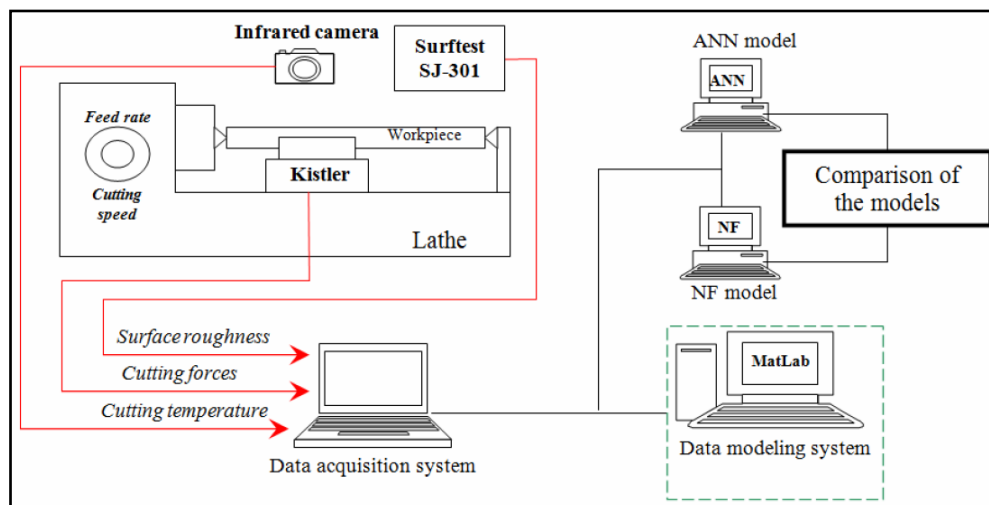 Infrared camera
Surftest
SJ-301
Feed rate
Cutting
speed
Workpiece
Kistler
Lathe
Surface roughness
Cutting forces
Cutting temperature
Data acquisition system
ANN model
ANN
Comparison of
the models
NF
NF model
MatLab
Data modeling system